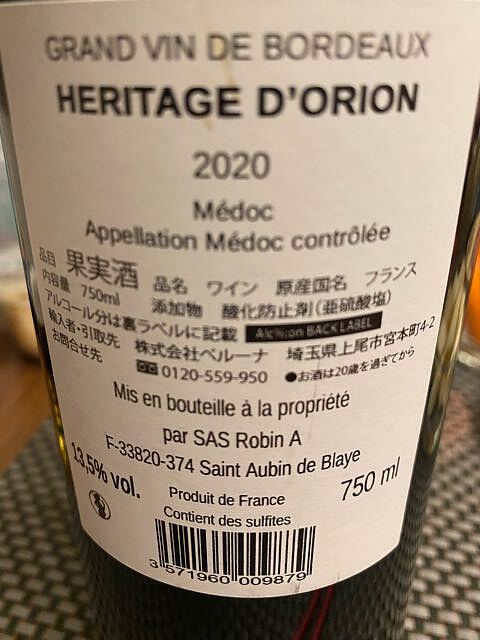 GRAND VIN DE BORDEAUX
HERITAGE D'ORION
2020
Médoc
Appellation Médoc contrôlée
品目 果実酒 品名 ワイン 原産国名 フランス
内容量 750ml 添加物 酸化防止剤(亜硫酸塩)
アルコール分は裏ラベルに記載 Alc%:on BACK LABEL
輸入者・引取先 株式会社ベルーナ 埼玉県上尾市宮本町4-2
お問合せ先 0120-559-950 ●お酒は20歳を過ぎてから
Mis en bouteille à la propriété
par SAS Robin A
F-33820-374 Saint Aubin de Blaye
13,5% vol. Produit de France 750 ml
Contient des sulfites
3 571960 009879